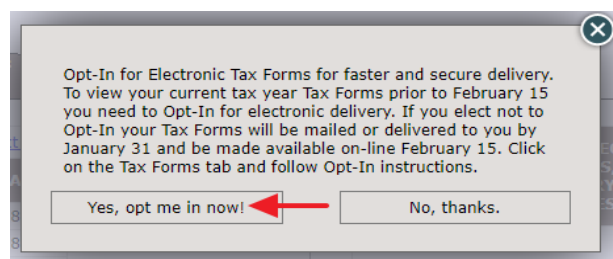 Opt-In for Electronic Tax Forms for faster and secure delivery.
To view your current tax year Tax Forms prior to February 15
you need to Opt-In for electronic delivery. If you elect not to
Opt-In your Tax Forms will be mailed or delivered to you by
January 31 and be made available on-line February 15. Click
on the Tax Forms tab and follow Opt-In instructions.
Yes, opt me in now!
No, thanks.